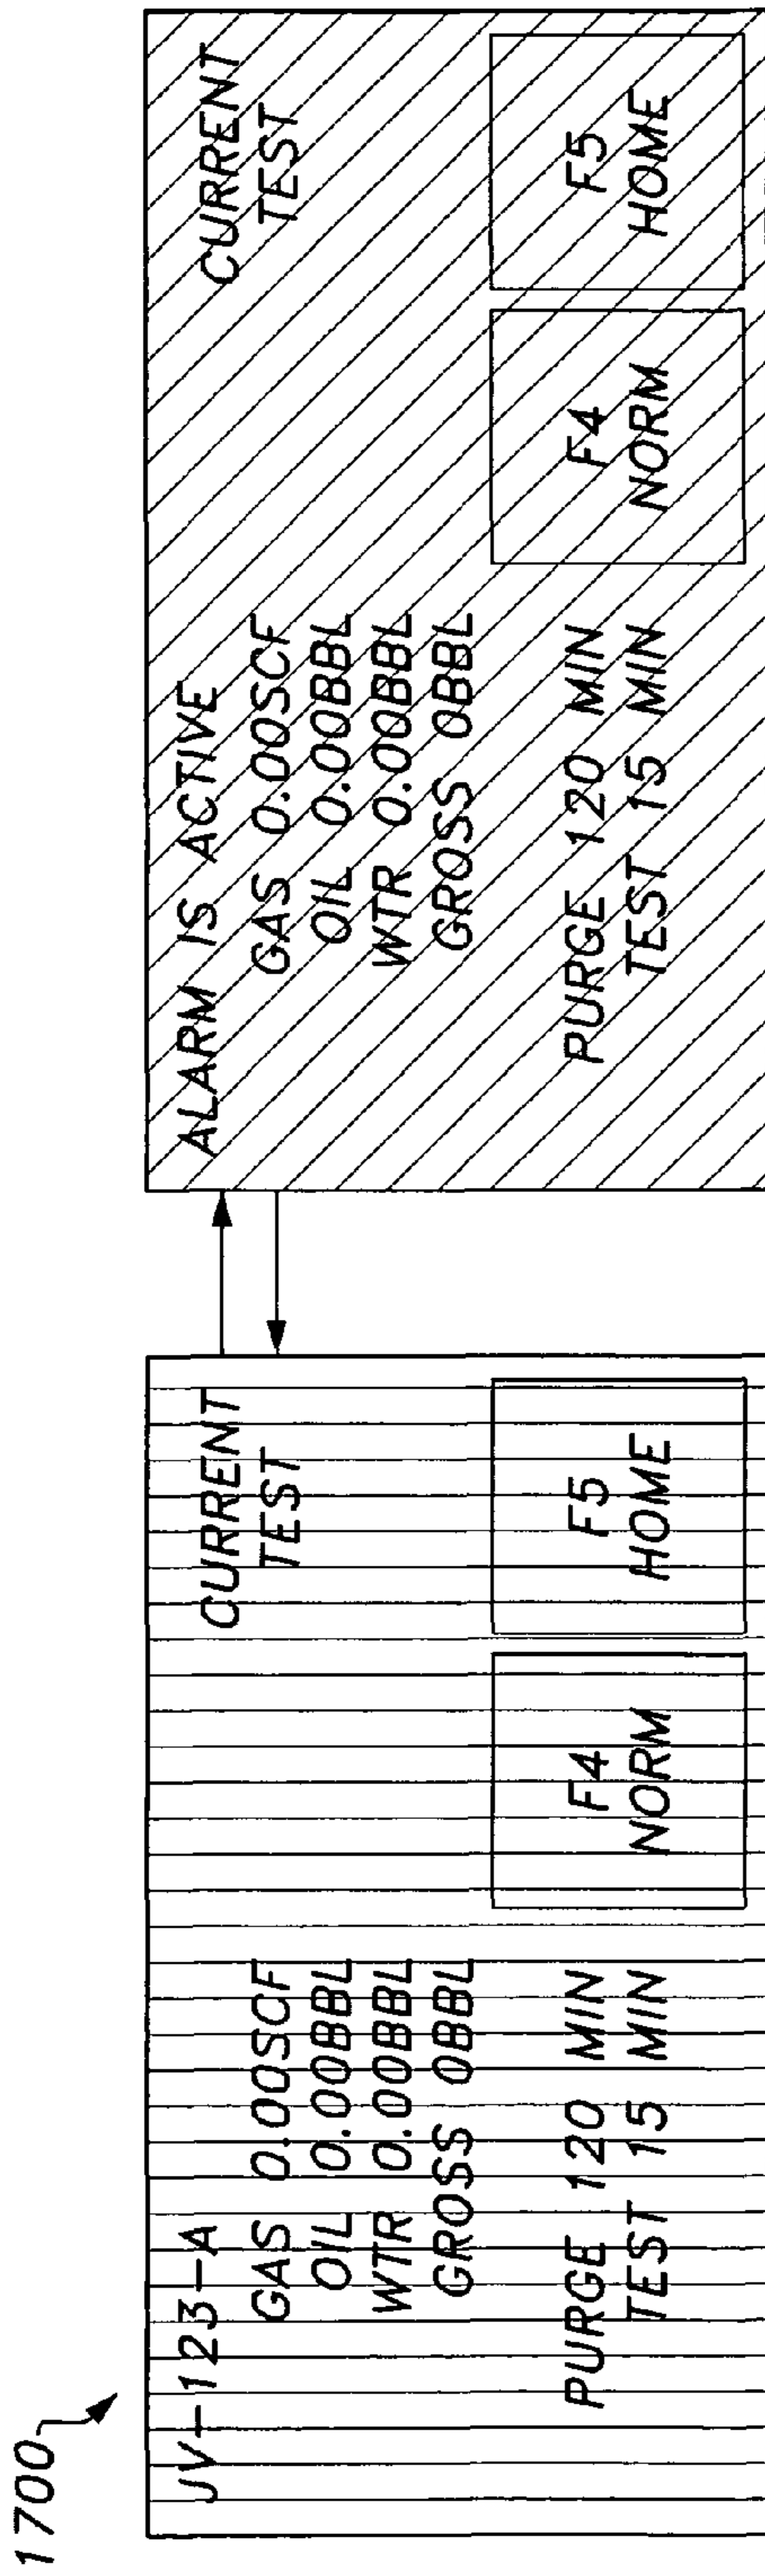 1700
JV-123-A
CURRENT
TEST
GAS 0.00SCF
OIL 0.00BBL
WTR 0.00BBL
GROSS 0BBL
PURGE 120 MIN
TEST 15 MIN
F4
NORM
F5
HOME
ALARM IS ACTIVE
CURRENT
TEST
GAS 0.00SCF
OIL 0.00BBL
WTR 0.00BBL
GROSS 0BBL
PURGE 120 MIN
TEST 15 MIN
F4
NORM
F5
HOME